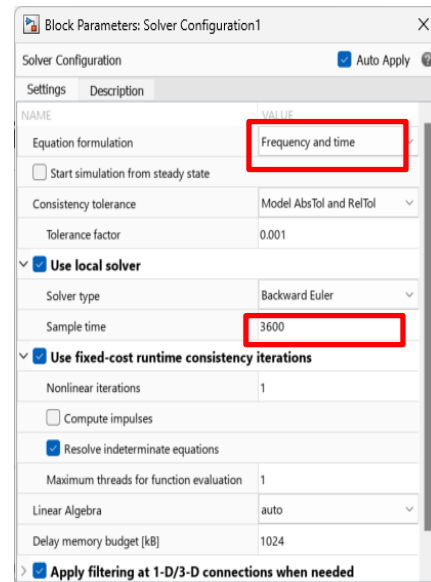 Block Parameters: Solver Configuration1
Solver Configuration Auto Apply
Settings Description
NAME VALUE
Equation formulation Frequency and time
Start simulation from steady state
Consistency tolerance Model AbsTol and RelTol
Tolerance factor 0.001
Use local solver
Solver type Backward Euler
Sample time 3600
Use fixed-cost runtime consistency iterations
Nonlinear iterations 1
Compute impulses
Resolve indeterminate equations
Maximum threads for function evaluation 1
Linear Algebra auto
Delay memory budget [kB] 1024
Apply filtering at 1-D/3-D connections when needed